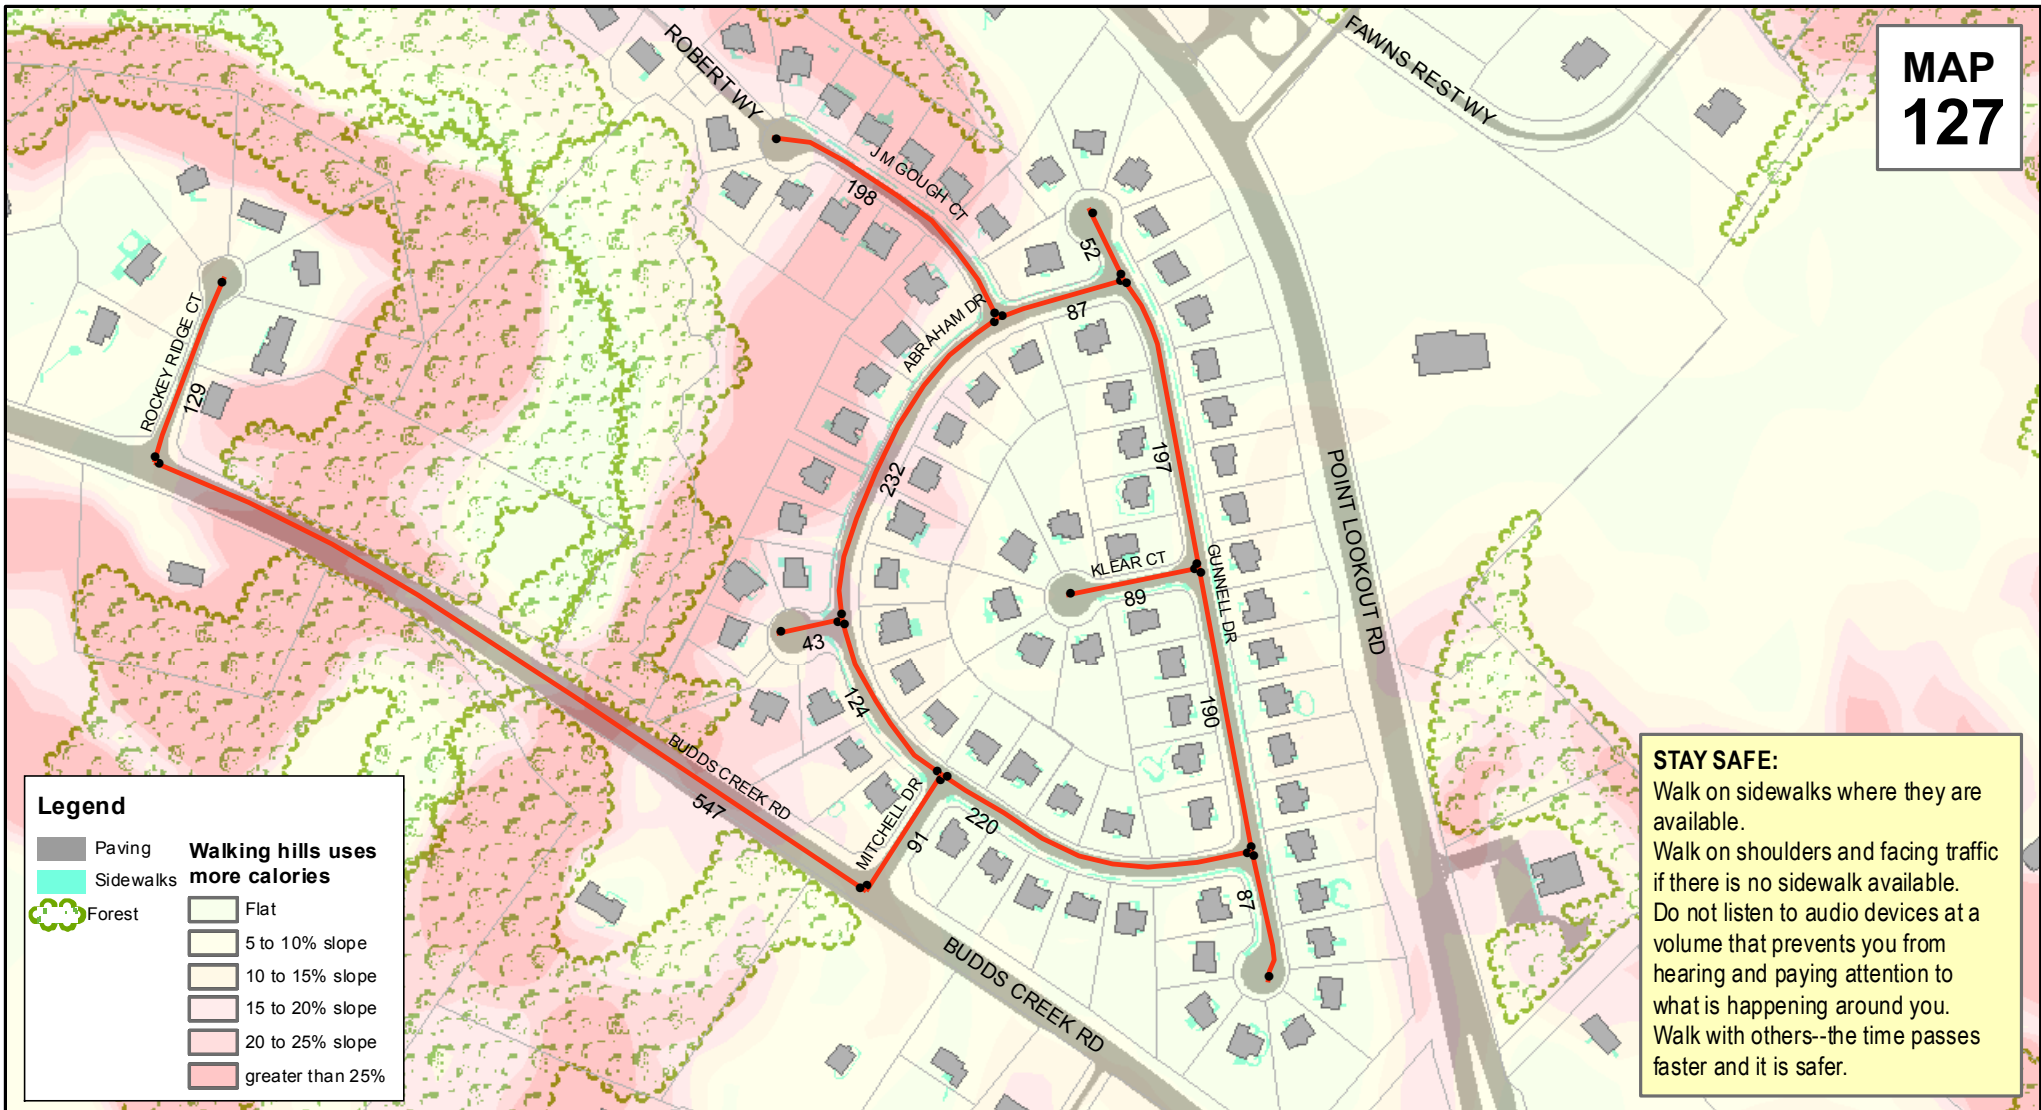 MAP
127
ROBERT WY
FAWNS REST WY
J M GOUGH CT
198
52
ABRAHAM DR
87
ROCKEY RIDGE CT
129
232
197
POINT LOOKOUT RD
KLEAR CT
89
GUNNELL DR
43
124
190
BUDDS CREEK RD
547
MITCHELL DR
91
220
87
BUDDS CREEK RD
Legend
Paving
Sidewalks
Forest
Walking hills uses
more calories
Flat
5 to 10% slope
10 to 15% slope
15 to 20% slope
20 to 25% slope
greater than 25%
STAY SAFE:
Walk on sidewalks where they are
available.
Walk on shoulders and facing traffic
if there is no sidewalk available.
Do not listen to audio devices at a
volume that prevents you from
hearing and paying attention to
what is happening around you.
Walk with others--the time passes
faster and it is safer.